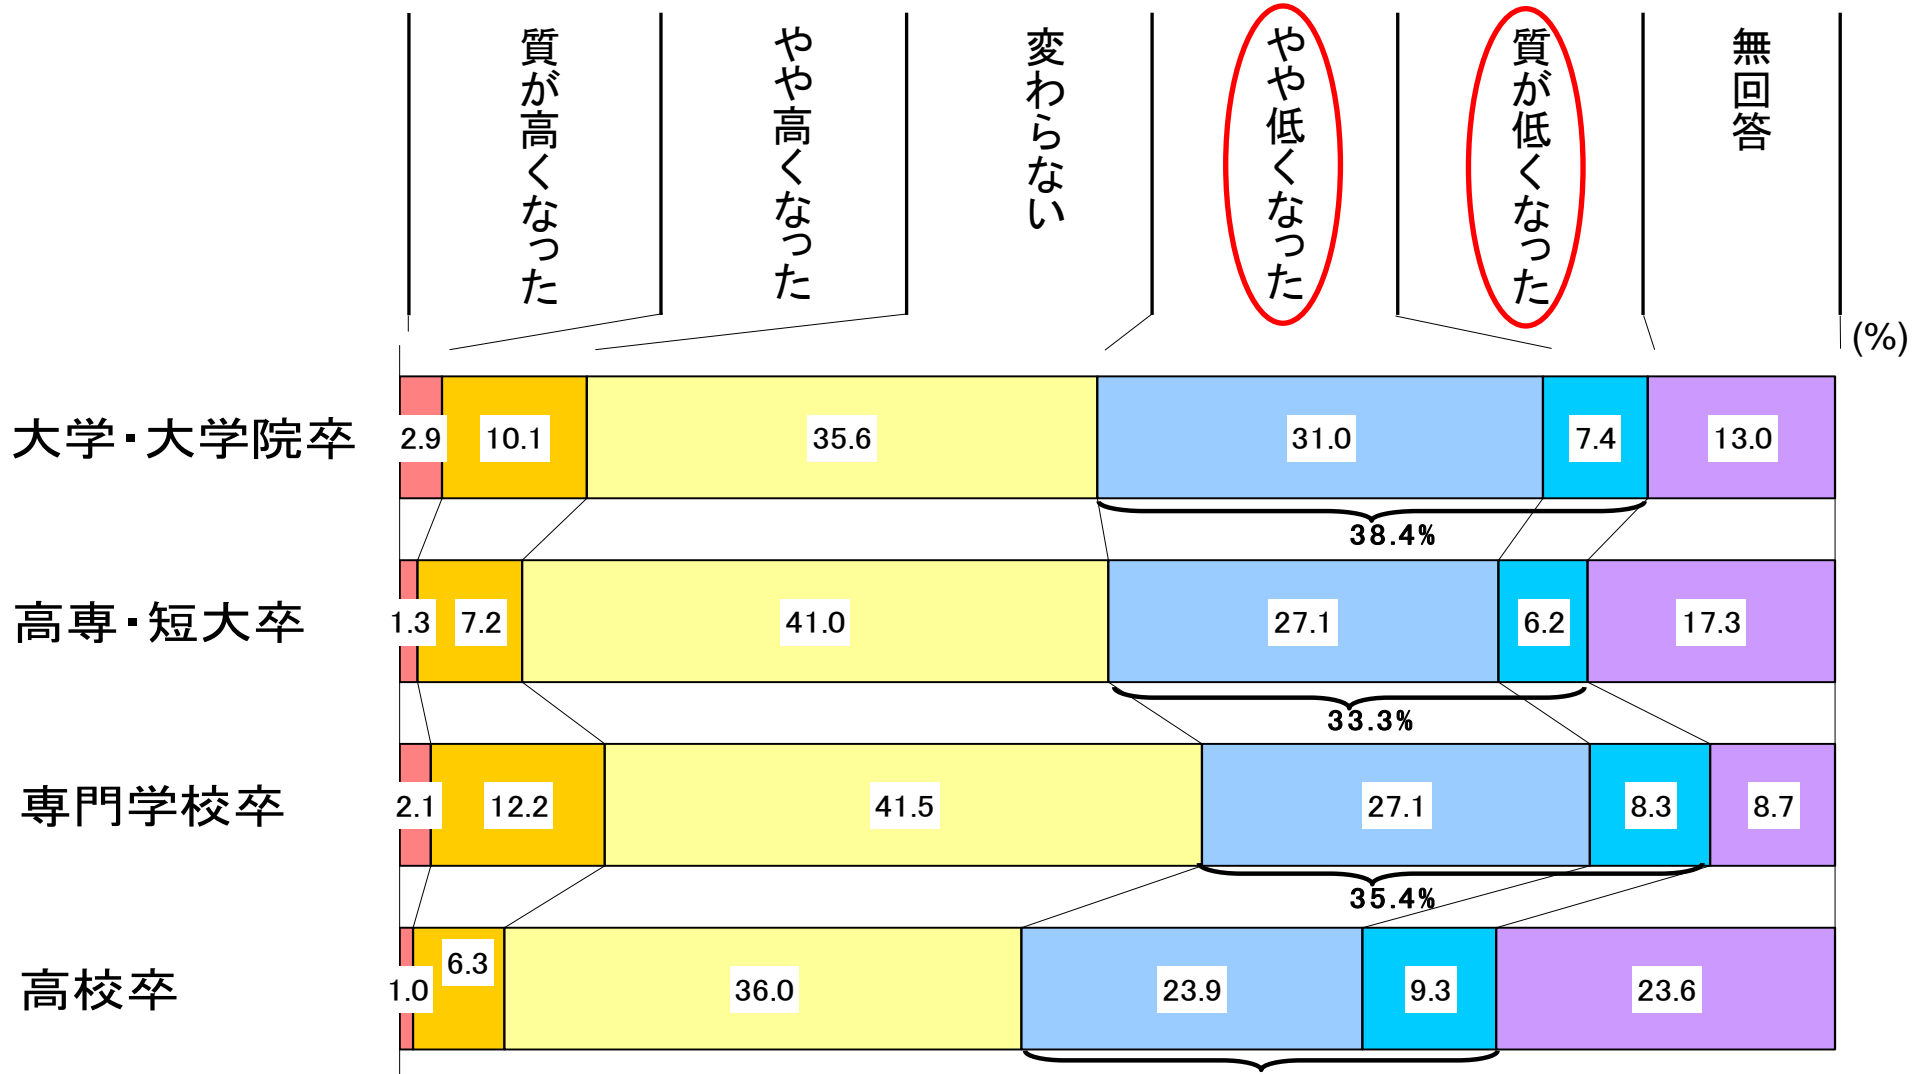 質が高くなった
やや高くなった
変わらない
やや低くなった
質が低くなった
無回答
(%)
大学・大学院卒 2.9 10.1 35.6 31.0 7.4 13.0
38.4%
高専・短大卒 1.3 7.2 41.0 27.1 6.2 17.3
33.3%
専門学校卒 2.1 12.2 41.5 27.1 8.3 8.7
35.4%
高校卒 1.0 6.3 36.0 23.9 9.3 23.6